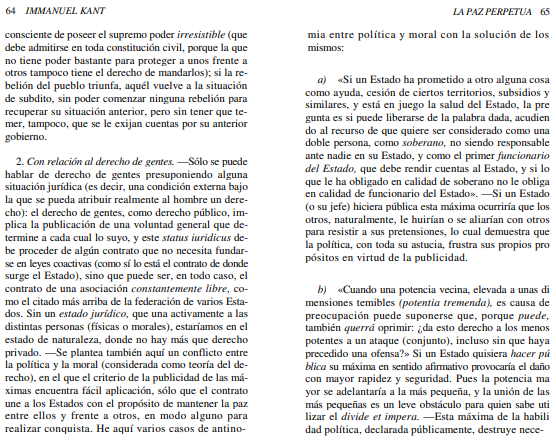 64 IMMANUEL KANT
consciente de poseer el supremo poder irresistible (que
debe admitirse en toda constitución civil, porque la que
no tiene poder bastante para proteger a unos frente a
otros tampoco tiene el derecho de mandarlos); si la re-
belión del pueblo triunfa, aquél vuelve a la situación
de subdito, sin poder comenzar ninguna rebelión para
recuperar su situación anterior, pero sin tener que te-
mer, tampoco, que se le exijan cuentas por su anterior
gobierno.
2. Con relación al derecho de gentes. —Sólo se puede
hablar de derecho de gentes presuponiendo alguna
situación jurídica (es decir, una condición externa bajo
la que se pueda atribuir realmente al hombre un dere-
cho): el derecho de gentes, como derecho público, im-
plica la publicación de una voluntad general que de-
termine a cada cual lo suyo, y este status iuridicus de-
be proceder de algún contrato que no necesita fundar-
se en leyes coactivas (como sí lo está el contrato de donde
surge el Estado), sino que puede ser, en todo caso, el
contrato de una asociación constantemente libre, co-
mo el citado más arriba de la federación de varios Esta-
dos. Sin un estado jurídico, que una activamente a las
distintas personas (físicas o morales), estaríamos en el
estado de naturaleza, donde no hay más que derecho
privado. —Se plantea también aquí un conflicto entre
la política y la moral (considerada como teoría del de-
recho), en el que el criterio de la publicidad de las má-
ximas encuentra fácil aplicación, sólo que el contrato
une a los Estados con el propósito de mantener la paz
entre ellos y frente a otros, en modo alguno para
realizar conquista. He aquí varios casos de antino-
LA PAZ PERPETUA 65
mia entre política y moral con la solución de los
mismos:
a) «Si un Estado ha prometido a otro alguna cosa
como ayuda, cesión de ciertos territorios, subsidios y
similares, y está en juego la salud del Estado, la pre
gunta es si puede liberarse de la palabra dada, acudien
do al recurso de que quiere ser considerado como una
doble persona, como soberano, no siendo responsable
ante nadie en su Estado, y como el primer funcionario
del Estado, que debe rendir cuentas al Estado, y si lo
que le ha obligado en calidad de soberano no le obliga
en calidad de funcionario del Estado». —Si un Estado
(o su jefe) hiciera pública esta máxima ocurriría que los
otros, naturalmente, le huirían o se aliarían con otros
para resistir a sus pretensiones, lo cual demuestra que
la política, con toda su astucia, frustra sus propios pro
pósitos en virtud de la publicidad.
b) «Cuando una potencia vecina, elevada a unas di
mensiones temibles (potentia tremenda), es causa de
preocupación puede suponerse que, porque puede,
también querrá oprimir: ¿da esto derecho a los menos
potentes a un ataque (conjunto), incluso sin que haya
precedido una ofensa?» Si un Estado quisiera hacer pú
blica su máxima en sentido afirmativo provocaría el daño
con mayor rapidez y seguridad. Pues la potencia ma
yor se adelantaría a la más pequeña, y la unión de las
más pequeñas es un leve obstáculo para quien sabe uti
lizar el divide et impera. —Esta máxima de la habili
dad política, declarada públicamente, destruye nece-